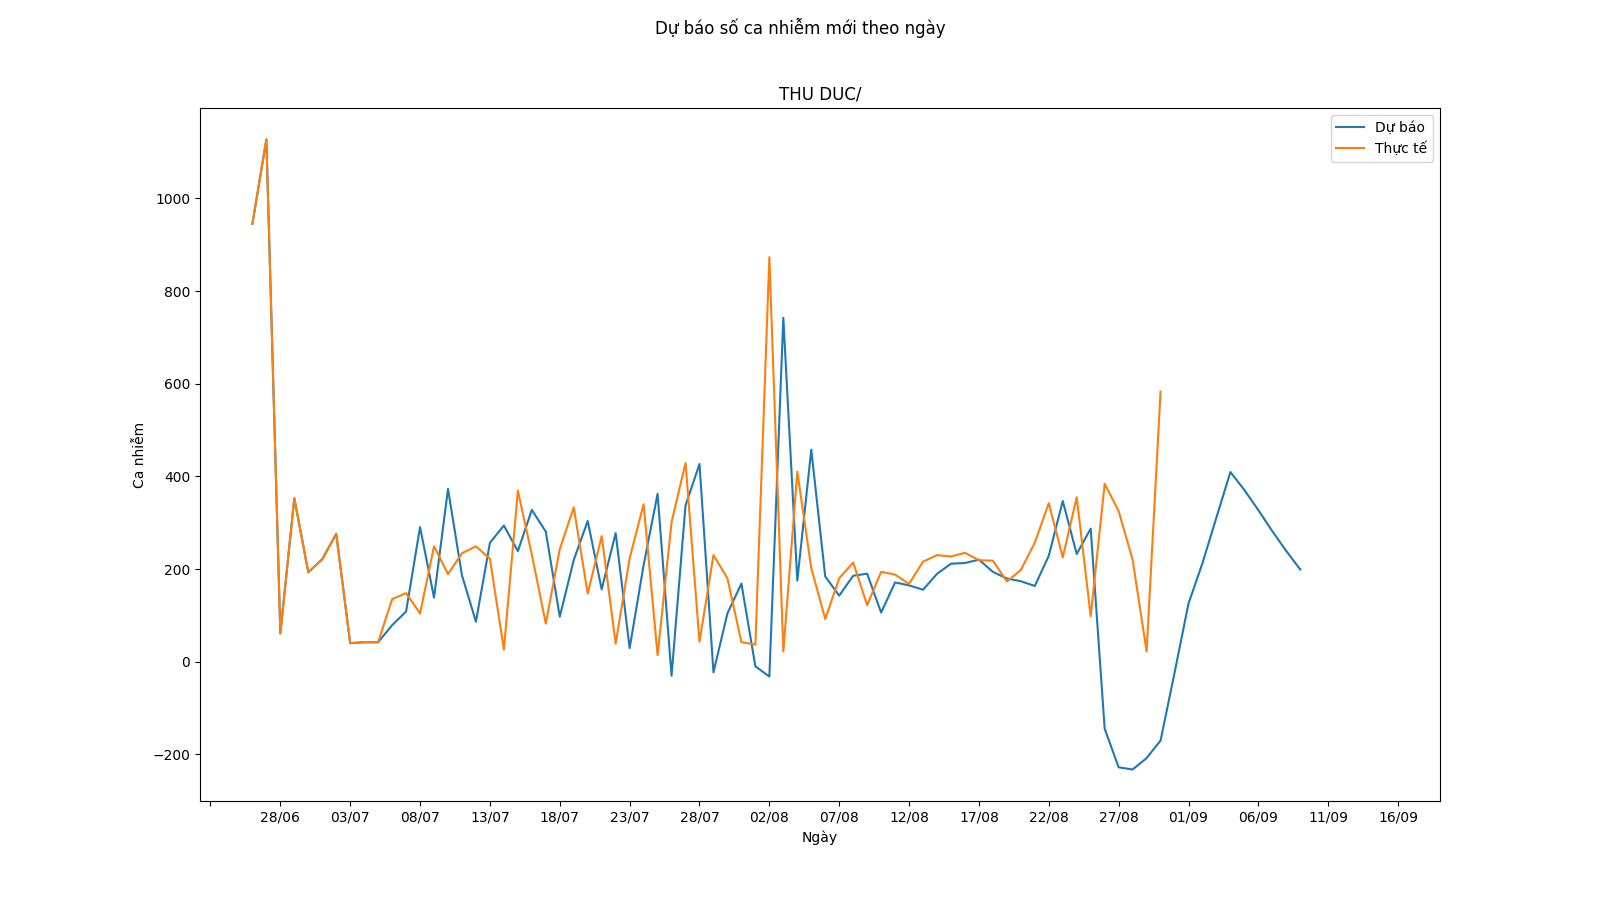 Dự báo số ca nhiễm mới theo ngày
THU DUC/
Dự báo
Thực tế
1000
800
600
400
200
0
−200
Ca nhiễm
28/06 03/07 08/07 13/07 18/07 23/07 28/07 02/08 07/08 12/08 17/08 22/08 27/08 01/09 06/09 11/09 16/09
Ngày